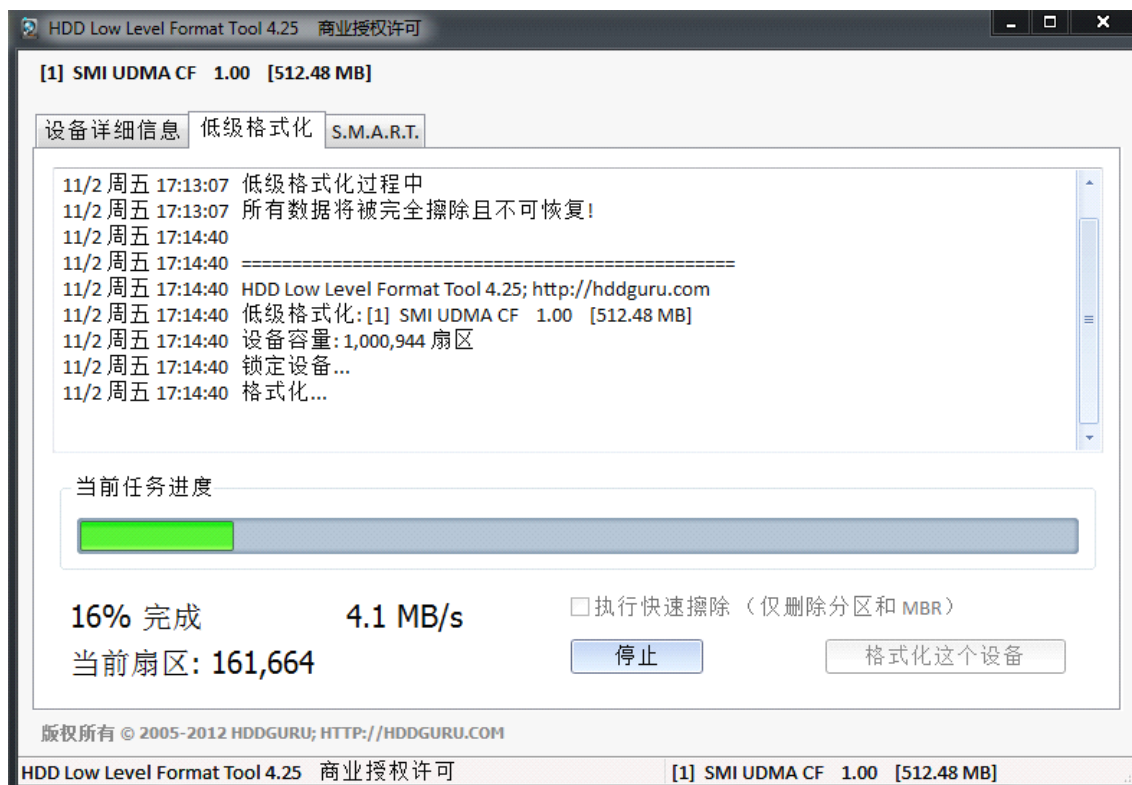 HDD Low Level Format Tool 4.25 商业授权许可
[1] SMI UDMA CF 1.00 [512.48 MB]
设备详细信息 低级格式化 S.M.A.R.T.
11/2 周五 17:13:07 低级格式化过程中
11/2 周五 17:13:07 所有数据将被完全擦除且不可恢复!
11/2 周五 17:14:40
11/2 周五 17:14:40 =================================================
11/2 周五 17:14:40 HDD Low Level Format Tool 4.25; http://hddguru.com
11/2 周五 17:14:40 低级格式化: [1] SMI UDMA CF 1.00 [512.48 MB]
11/2 周五 17:14:40 设备容量: 1,000,944 扇区
11/2 周五 17:14:40 锁定设备...
11/2 周五 17:14:40 格式化...
当前任务进度
16% 完成 4.1 MB/s
执行快速擦除（仅删除分区和 MBR）
当前扇区: 161,664
停止 格式化这个设备
版权所有 © 2005-2012 HDDGURU; HTTP://HDDGURU.COM
HDD Low Level Format Tool 4.25 商业授权许可 [1] SMI UDMA CF 1.00 [512.48 MB]